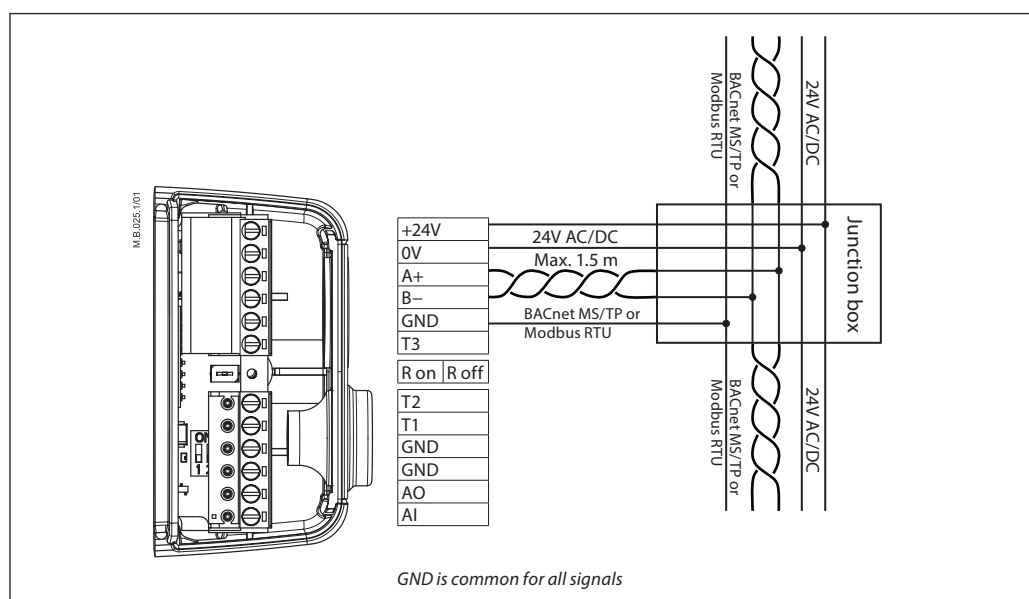 BACnet MS/TP or
Modbus RTU
24V AC/DC
M.B.025.1/01
+24V
0V
A+
B−
GND
T3
24V AC/DC
Max. 1.5 m
BACnet MS/TP or
Modbus RTU
Junction box
R on R off
T2
T1
GND
GND
AO
AI
ON
1
BACnet MS/TP or
Modbus RTU
24V AC/DC
GND is common for all signals